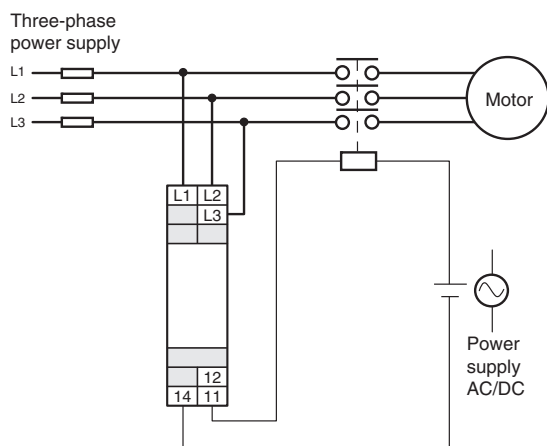 Three-phase
power supply
L1
L2
L3
Motor
L1 L2
L3
12
14 11
Power
supply
AC/DC